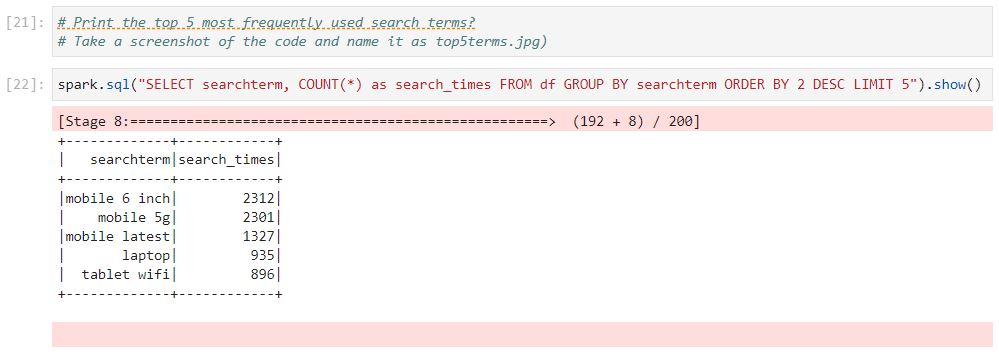 [21]: # Print the top 5 most frequently used search terms?
# Take a screenshot of the code and name it as top5terms.jpg)
[22]: spark.sql("SELECT searchterm, COUNT(*) as search_times FROM df GROUP BY searchterm ORDER BY 2 DESC LIMIT 5").show()
[Stage 8:====================================================>  (192 + 8) / 200]
+-------------+------------+
|   searchterm|search_times|
+-------------+------------+
|mobile 6 inch|        2312|
|    mobile 5g|        2301|
|mobile latest|        1327|
|       laptop|         935|
|  tablet wifi|         896|
+-------------+------------+